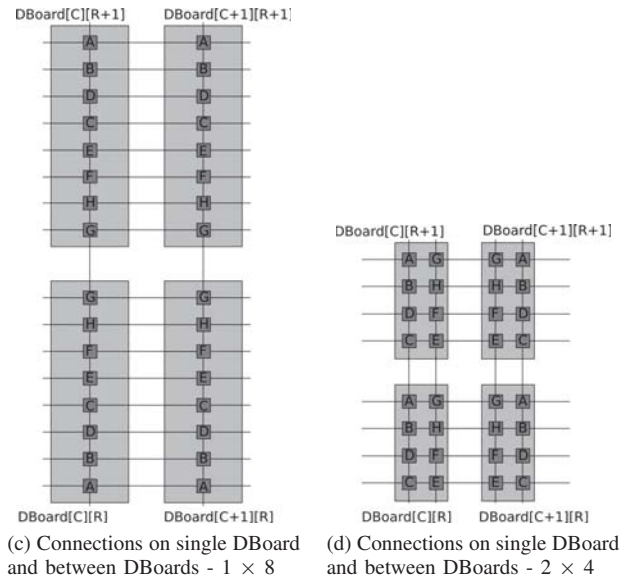 DBoard[C][R+1] DBoard[C+1][R+1]
A A
B B
D D
C C
E E
F F
H H
G G
G G
H H
F F
E E
C C
D D
B B
A A
DBoard[C][R] DBoard[C+1][R]
(c) Connections on single DBoard
and between DBoards - 1 × 8
DBoard[C][R+1] DBoard[C+1][R+1]
A G G A
B H H B
D F F D
C E E C
A G G A
B H H B
D F F D
C E E C
DBoard[C][R] DBoard[C+1][R]
(d) Connections on single DBoard
and between DBoards - 2 × 4